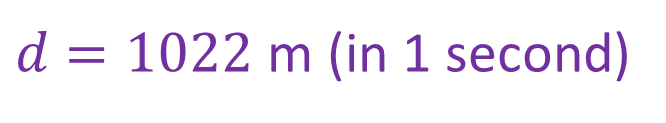 d = 1022 m (in 1 second)